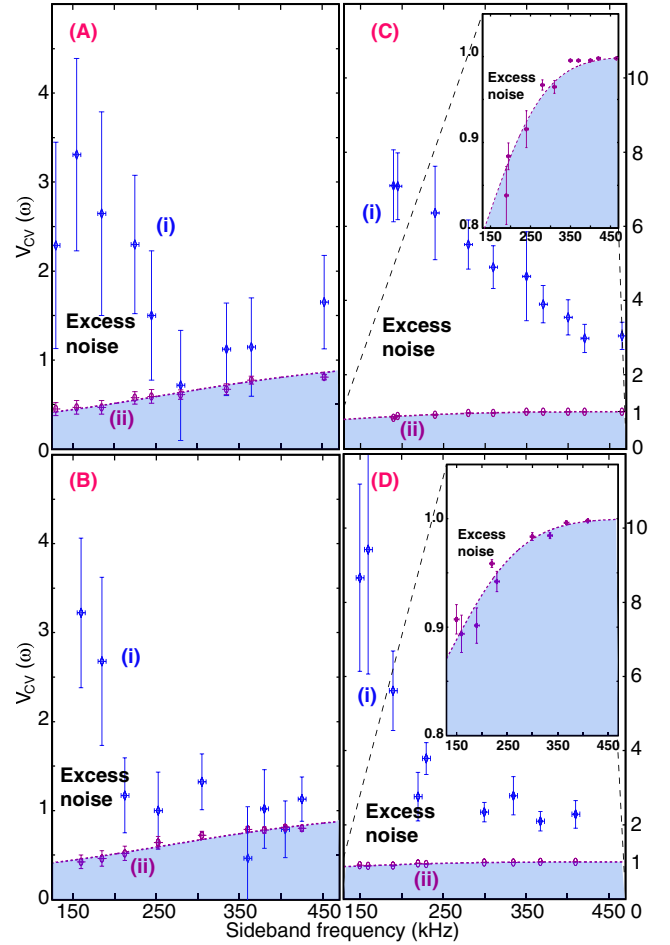 (A)
4
3
2
1
0
V_CV (ω)
(i)
Excess
noise
(ii)
(C)
10
8
6
4
2
1
0
(i)
Excess
noise
(ii)
1.0
0.9
0.8
Excess
noise
150 250 350 450
(B)
4
3
2
1
0
V_CV (ω)
(i)
Excess
noise
(ii)
150 250 350 450
(D)
10
8
6
4
2
1
0
(i)
Excess
noise
(ii)
1.0
0.9
0.8
Excess
noise
150 250 350 450
150 250 350 450
Sideband frequency (kHz)